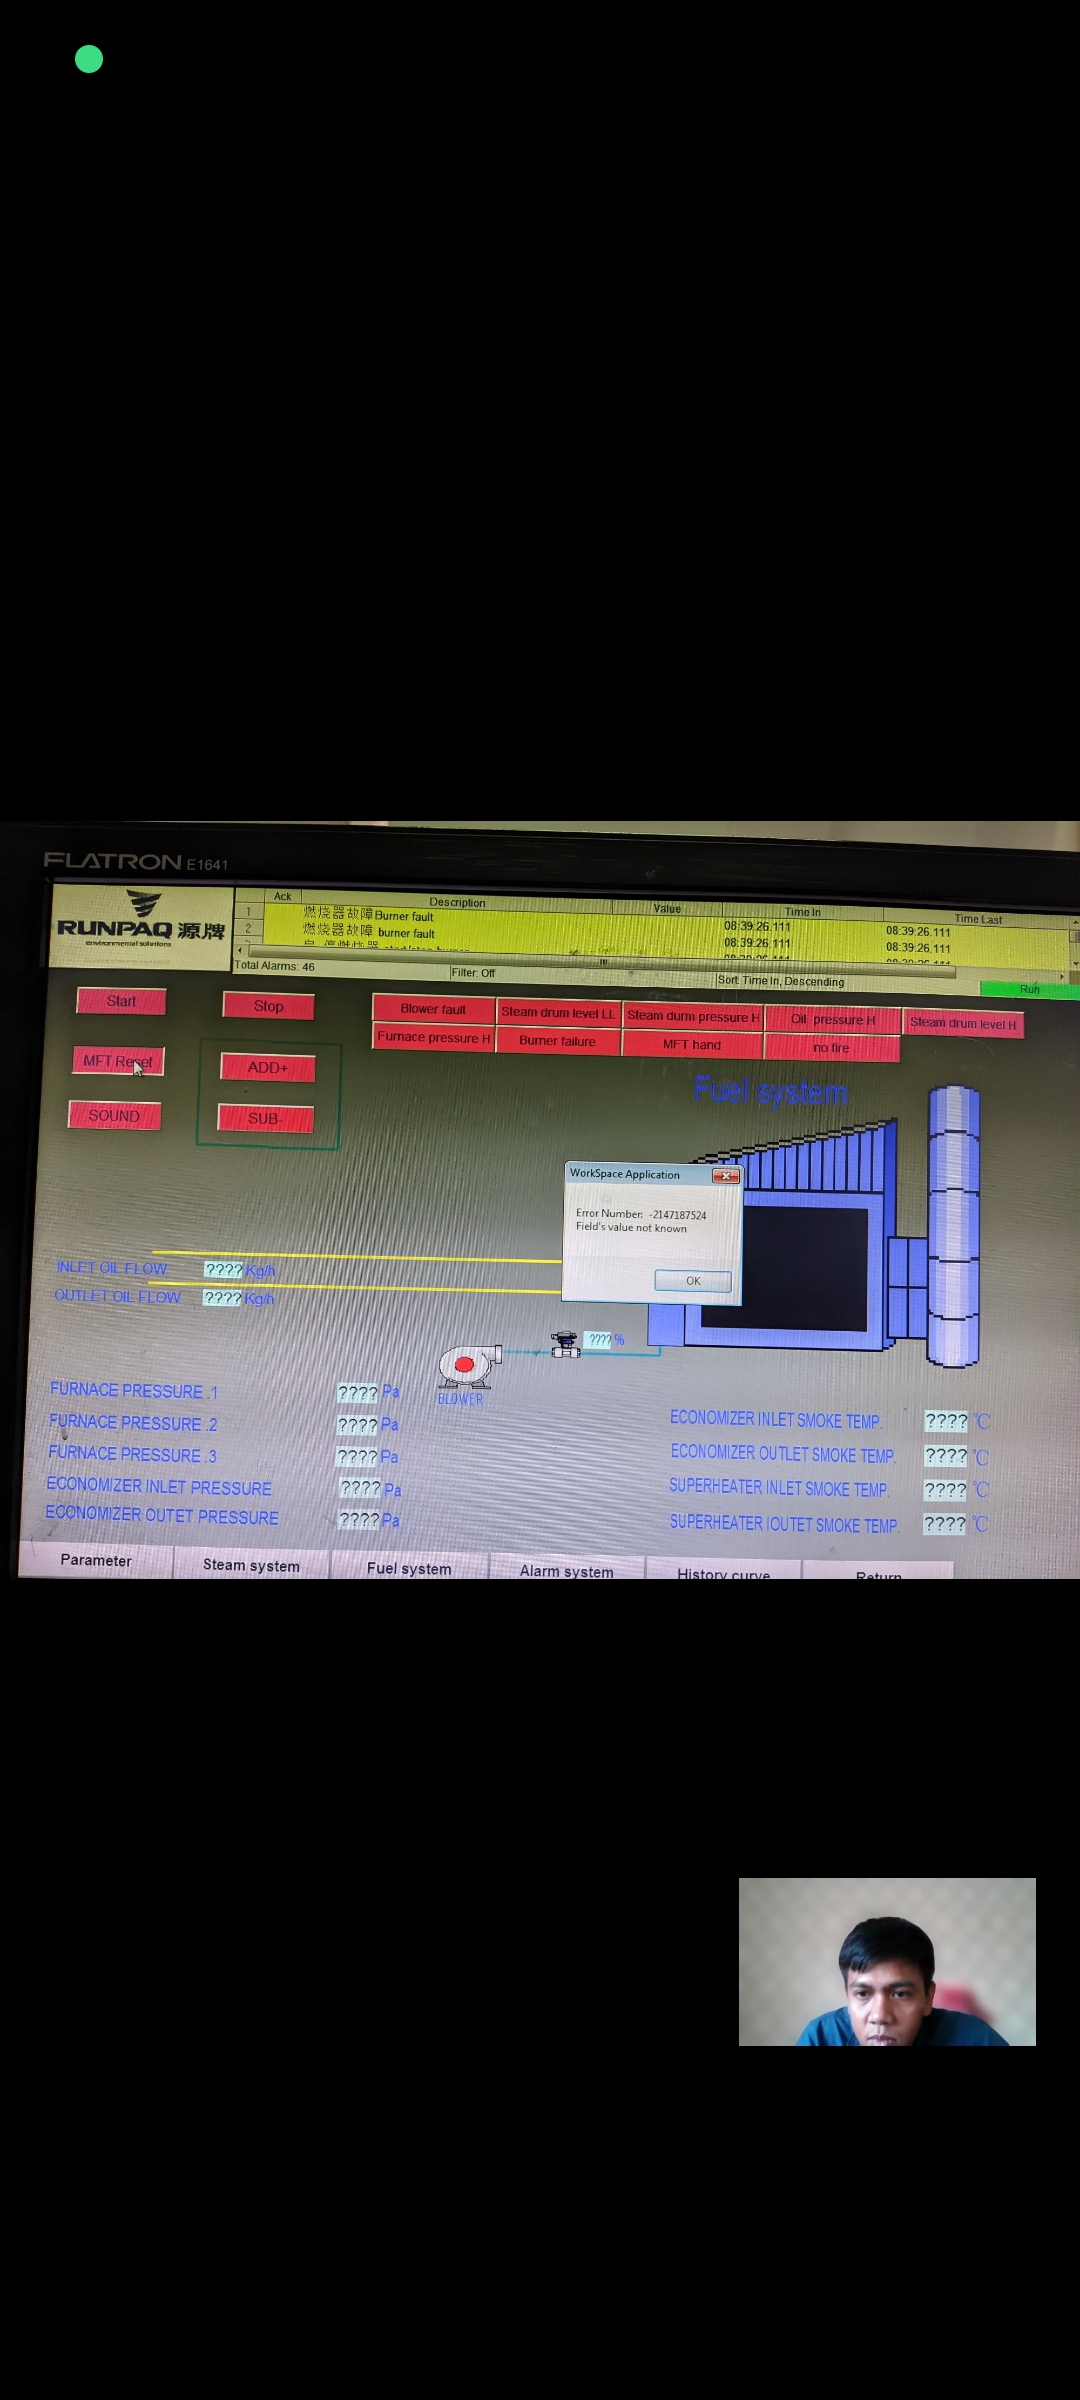 FLATRON E1641
RUNPAQ 源牌
environmental solutions
Ack Description Value Time In Time Last
1 燃烧器故障Burner fault 08:39:26.111 08:39:26.111
2 燃烧器故障 burner fault 08:39:26.111 08:39:26.111
Total Alarms: 46 Filter: Off Sort: Time In, Descending Run
Start Stop Blower fault Steam drum level LL Steam durm pressure H Oil pressure H Steam drum level H
Furnace pressure H Burner failure MFT hand no fire
MFT Reset ADD+
SOUND SUB-
Fuel system
WorkSpace Application
Error Number: -2147187524
Field's value not known
OK
INLET OIL FLOW ???? Kg/h
OUTLET OIL FLOW ???? Kg/h
???? %
BLOWER
FURNACE PRESSURE .1 ???? Pa
FURNACE PRESSURE .2 ???? Pa
FURNACE PRESSURE .3 ???? Pa
ECONOMIZER INLET PRESSURE ???? Pa
ECONOMIZER OUTET PRESSURE ???? Pa
ECONOMIZER INLET SMOKE TEMP. ???? ℃
ECONOMIZER OUTLET SMOKE TEMP. ???? ℃
SUPERHEATER INLET SMOKE TEMP. ???? ℃
SUPERHEATER IOUTET SMOKE TEMP. ???? ℃
Parameter Steam system Fuel system Alarm system History curve Return